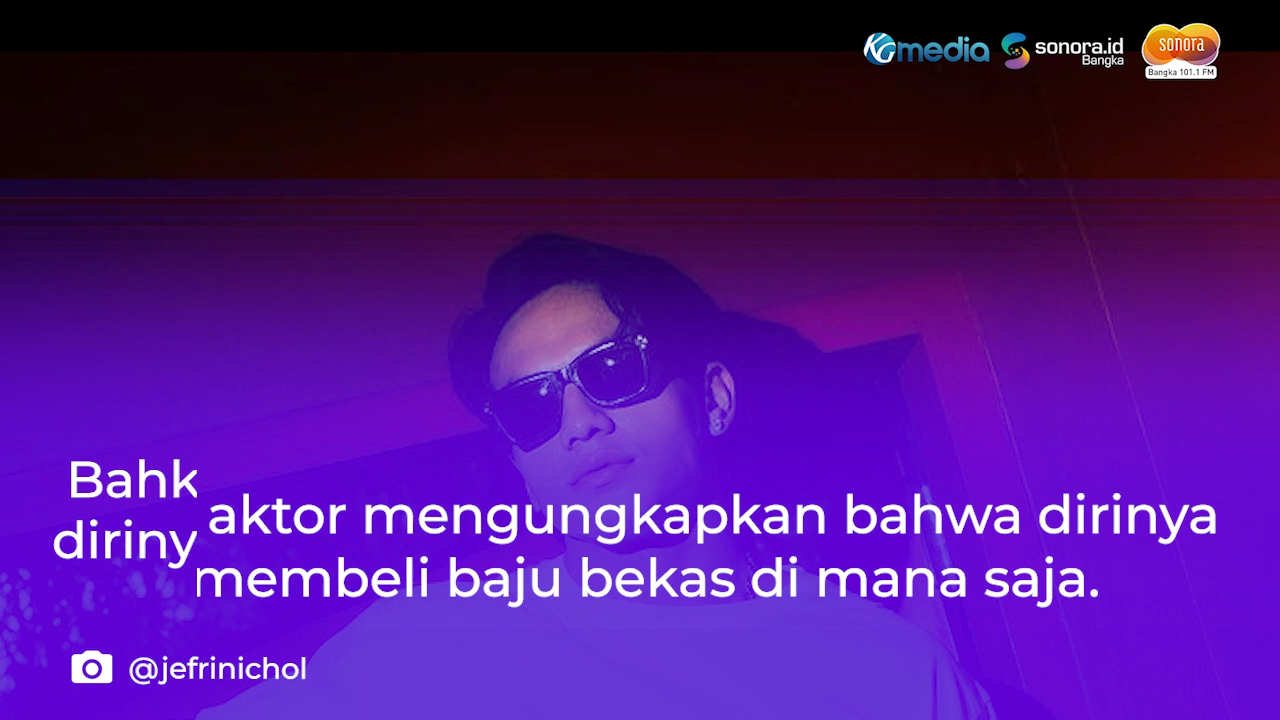 KGmedia
sonora.id
Bangka
sonora
Bangka 101.1 FM
Bahk
diriny
aktor mengungkapkan bahwa dirinya
membeli baju bekas di mana saja.
@jefrinichol